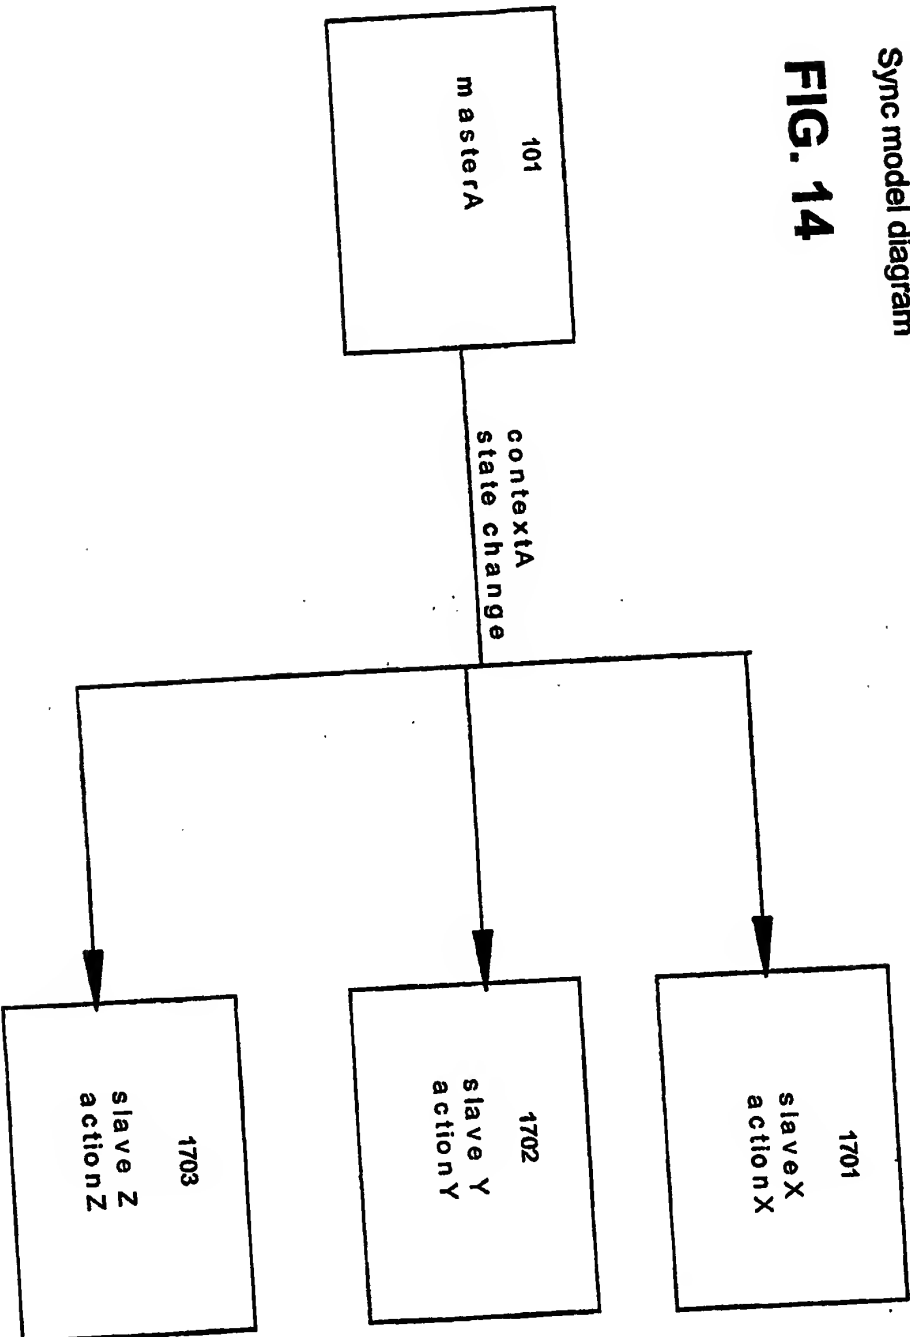 Sync model diagram
FIG. 14
101
masterA
contextA
state change
1701
slaveX
actionX
1702
slave Y
actionY
1703
slave Z
actionZ